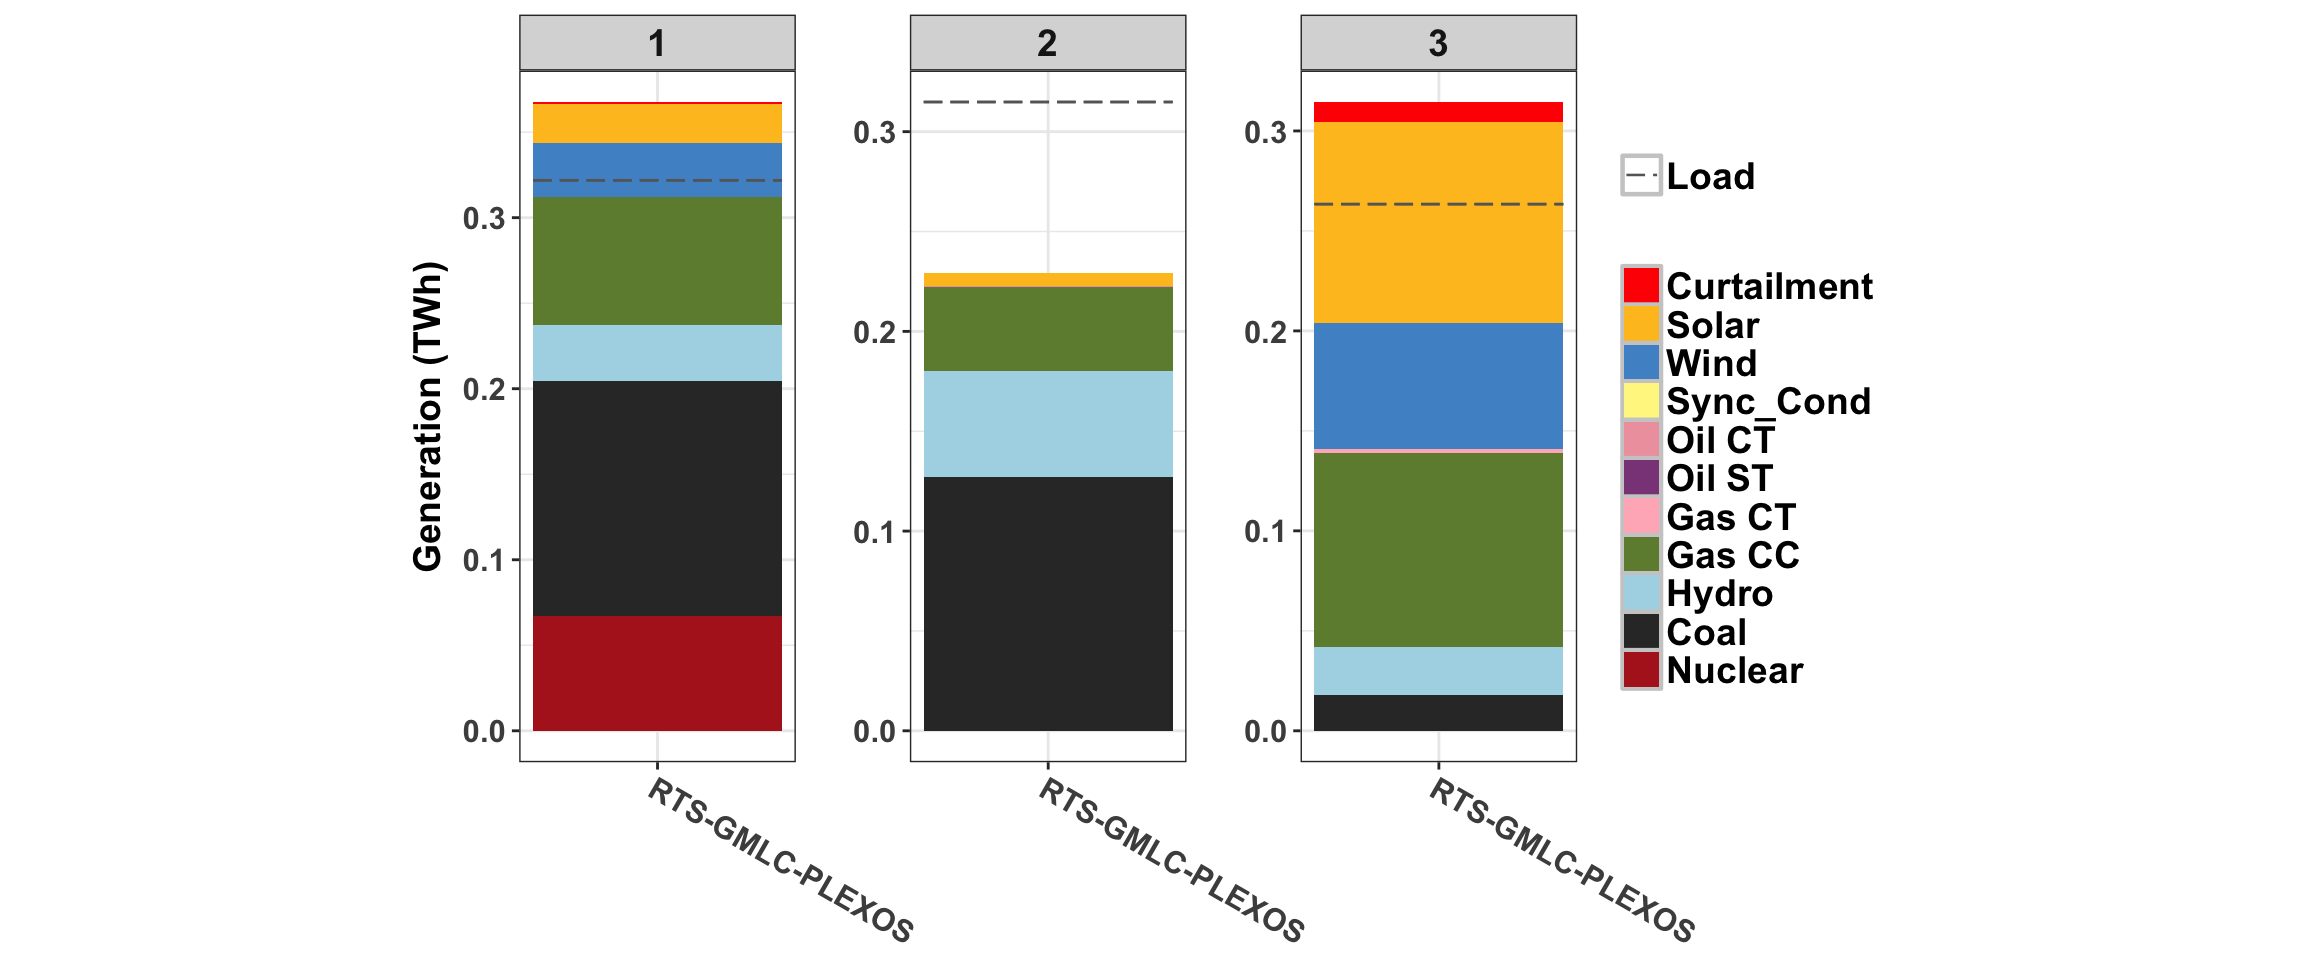 1
2
3
Generation (TWh)
0.3
0.2
0.1
0.0
0.3
0.2
0.1
0.0
0.3
0.2
0.1
0.0
RTS-GMLC-PLEXOS
RTS-GMLC-PLEXOS
RTS-GMLC-PLEXOS
Load
Curtailment
Solar
Wind
Sync_Cond
Oil CT
Oil ST
Gas CT
Gas CC
Hydro
Coal
Nuclear